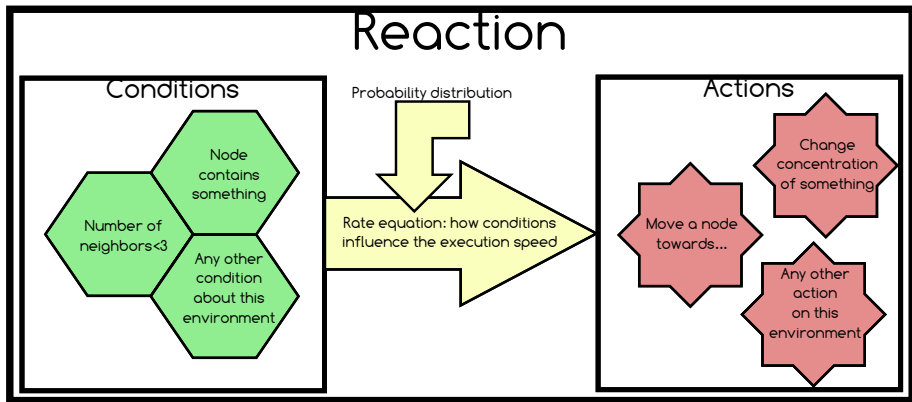 Reaction
Conditions
Number of
neighbors<3
Node
contains
something
Any other
condition
about this
environment
Probability distribution
Rate equation: how conditions
influence the execution speed
Actions
Change
concentration
of something
Move a node
towards...
Any other
action
on this
environment